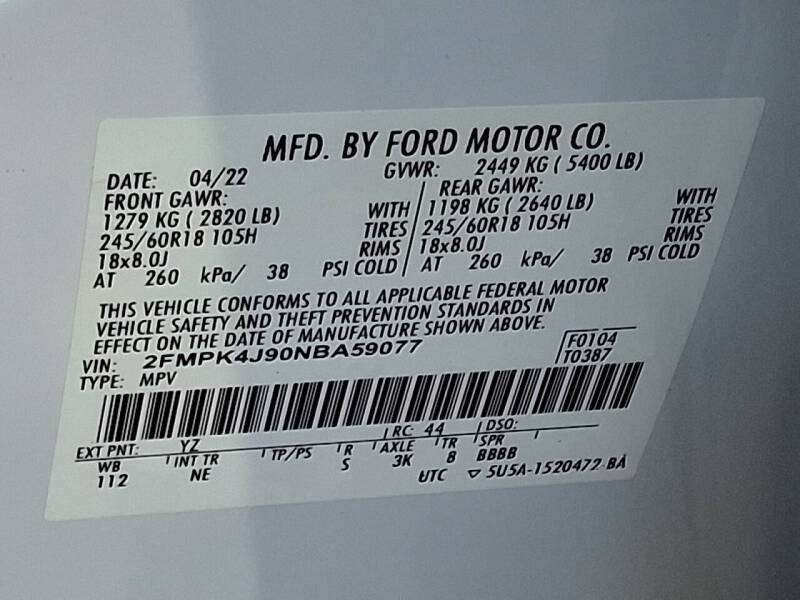 MFD. BY FORD MOTOR CO.
DATE: 04/22 GVWR: 2449 KG ( 5400 LB)
FRONT GAWR: REAR GAWR:
1279 KG ( 2820 LB) WITH 1198 KG ( 2640 LB) WITH
245/60R18 105H TIRES 245/60R18 105H TIRES
18x8.0J RIMS 18x8.0J RIMS
AT 260 kPa/ 38 PSI COLD AT 260 kPa/ 38 PSI COLD
THIS VEHICLE CONFORMS TO ALL APPLICABLE FEDERAL MOTOR
VEHICLE SAFETY AND THEFT PREVENTION STANDARDS IN
EFFECT ON THE DATE OF MANUFACTURE SHOWN ABOVE.
VIN: 2FMPK4J90NBA59077 F0104
TYPE: MPV T0387
EXT PNT: YZ RC: 44 DSO:
WB INT TR TP/PS R AXLE TR SPR
112 NE S 3K 8 BBBB
UTC ▽ 5U5A-1520472-BA